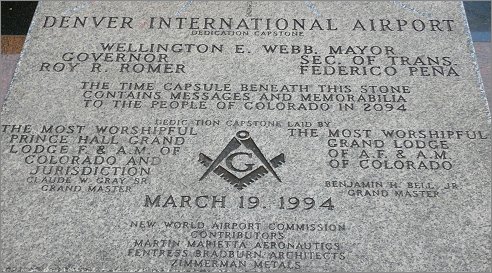 DENVER INTERNATIONAL AIRPORT
DEDICATION CAPSTONE
WELLINGTON E. WEBB, MAYOR
GOVERNOR
ROY R. ROMER
SEC. OF TRANS.
FEDERICO PEÑA
THE TIME CAPSULE BENEATH THIS STONE
CONTAINS MESSAGES AND MEMORABILIA
TO THE PEOPLE OF COLORADO IN 2094
DEDICATION CAPSTONE LAID BY
THE MOST WORSHIPFUL
PRINCE HALL GRAND
LODGE F. & A.M. OF
COLORADO AND
JURISDICTION
CLAUDE W. GRAY, SR.
GRAND MASTER
G
THE MOST WORSHIPFUL
GRAND LODGE
OF A.F. & A.M.
OF COLORADO
BENJAMIN H. BELL, JR.
GRAND MASTER
MARCH 19, 1994
NEW WORLD AIRPORT COMMISSION
CONTRIBUTORS
MARTIN MARIETTA AERONAUTICS
FENTRESS BRADBURN ARCHITECTS
ZIMMERMAN METALS